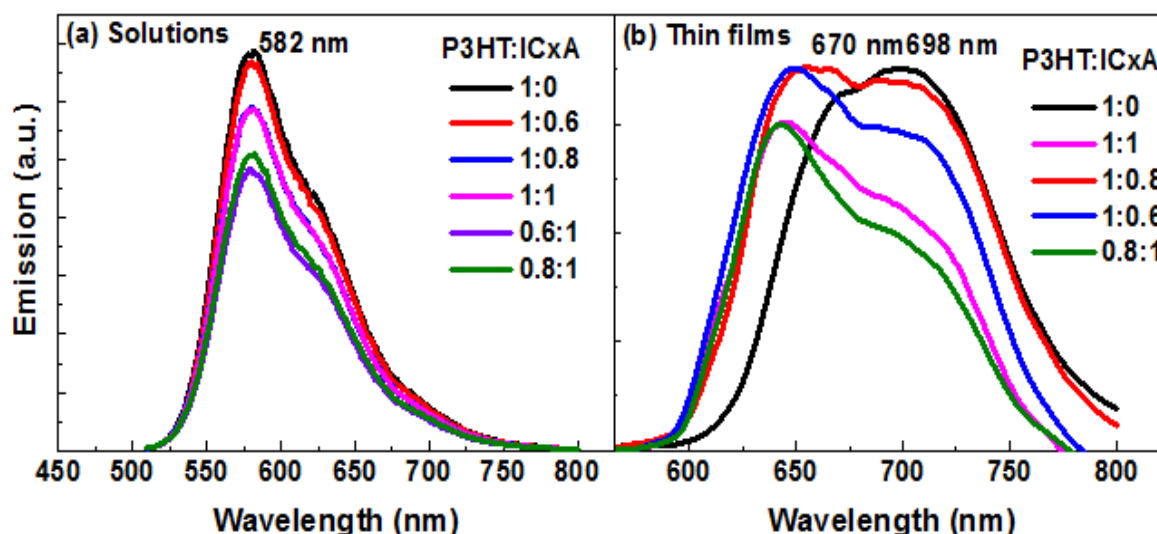 (a) Solutions
582 nm
P3HT:ICxA
1:0
1:0.6
1:0.8
1:1
0.6:1
0.8:1
Emission (a.u.)
450 500 550 600 650 700 750 800
Wavelength (nm)
(b) Thin films
670 nm 698 nm
P3HT:ICxA
1:0
1:1
1:0.8
1:0.6
0.8:1
600 650 700 750 800
Wavelength (nm)